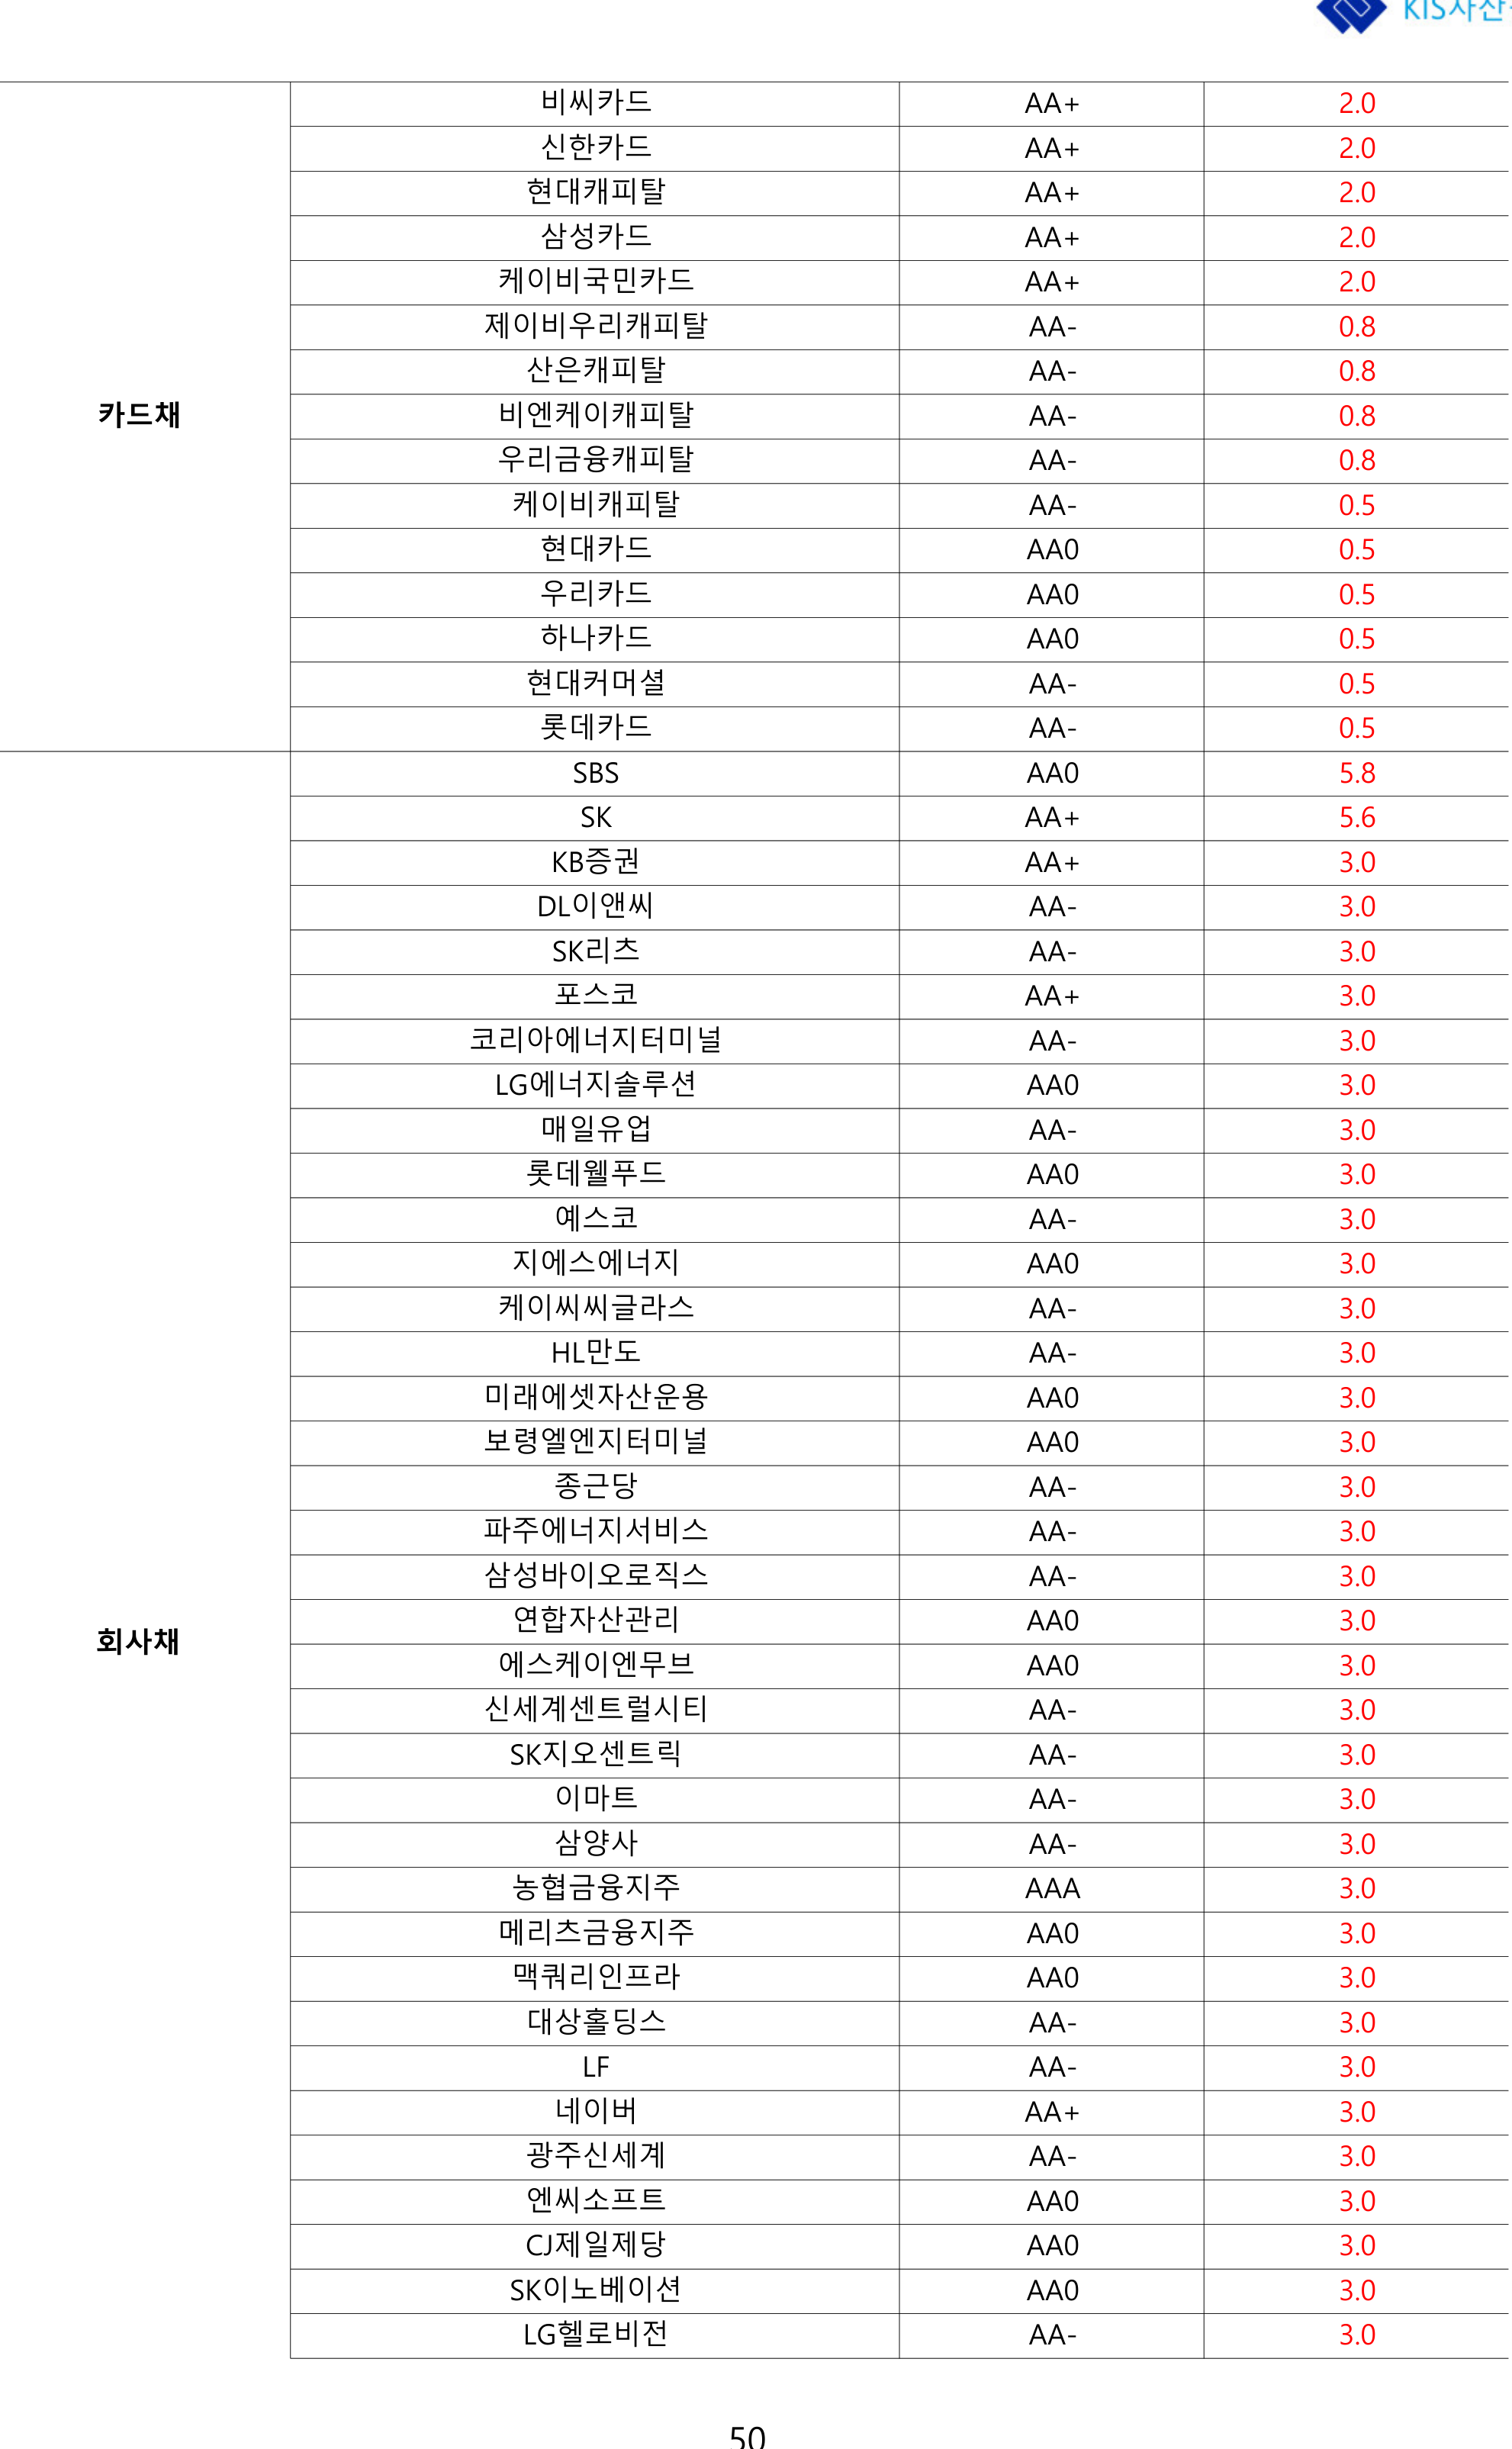 KIS자산
비씨카드 AA+ 2.0
신한카드 AA+ 2.0
현대캐피탈 AA+ 2.0
삼성카드 AA+ 2.0
케이비국민카드 AA+ 2.0
제이비우리캐피탈 AA- 0.8
산은캐피탈 AA- 0.8
카드채 비엔케이캐피탈 AA- 0.8
우리금융캐피탈 AA- 0.8
케이비캐피탈 AA- 0.5
현대카드 AA0 0.5
우리카드 AA0 0.5
하나카드 AA0 0.5
현대커머셜 AA- 0.5
롯데카드 AA- 0.5
SBS AA0 5.8
SK AA+ 5.6
KB증권 AA+ 3.0
DL이앤씨 AA- 3.0
SK리츠 AA- 3.0
포스코 AA+ 3.0
코리아에너지터미널 AA- 3.0
LG에너지솔루션 AA0 3.0
매일유업 AA- 3.0
롯데웰푸드 AA0 3.0
예스코 AA- 3.0
지에스에너지 AA0 3.0
케이씨씨글라스 AA- 3.0
HL만도 AA- 3.0
미래에셋자산운용 AA0 3.0
보령엘엔지터미널 AA0 3.0
종근당 AA- 3.0
파주에너지서비스 AA- 3.0
삼성바이오로직스 AA- 3.0
연합자산관리 AA0 3.0
회사채 에스케이엔무브 AA0 3.0
신세계센트럴시티 AA- 3.0
SK지오센트릭 AA- 3.0
이마트 AA- 3.0
삼양사 AA- 3.0
농협금융지주 AAA 3.0
메리츠금융지주 AA0 3.0
맥쿼리인프라 AA0 3.0
대상홀딩스 AA- 3.0
LF AA- 3.0
네이버 AA+ 3.0
광주신세계 AA- 3.0
엔씨소프트 AA0 3.0
CJ제일제당 AA0 3.0
SK이노베이션 AA0 3.0
LG헬로비전 AA- 3.0
50